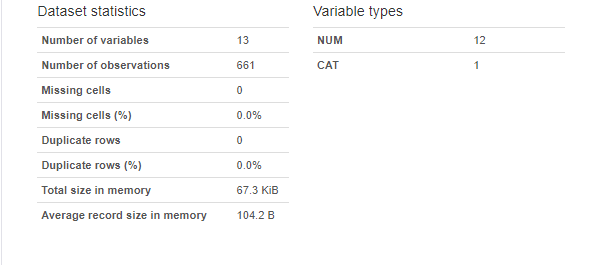 Dataset statistics
Number of variables 13
Number of observations 661
Missing cells 0
Missing cells (%) 0.0%
Duplicate rows 0
Duplicate rows (%) 0.0%
Total size in memory 67.3 KiB
Average record size in memory 104.2 B
Variable types
NUM 12
CAT 1